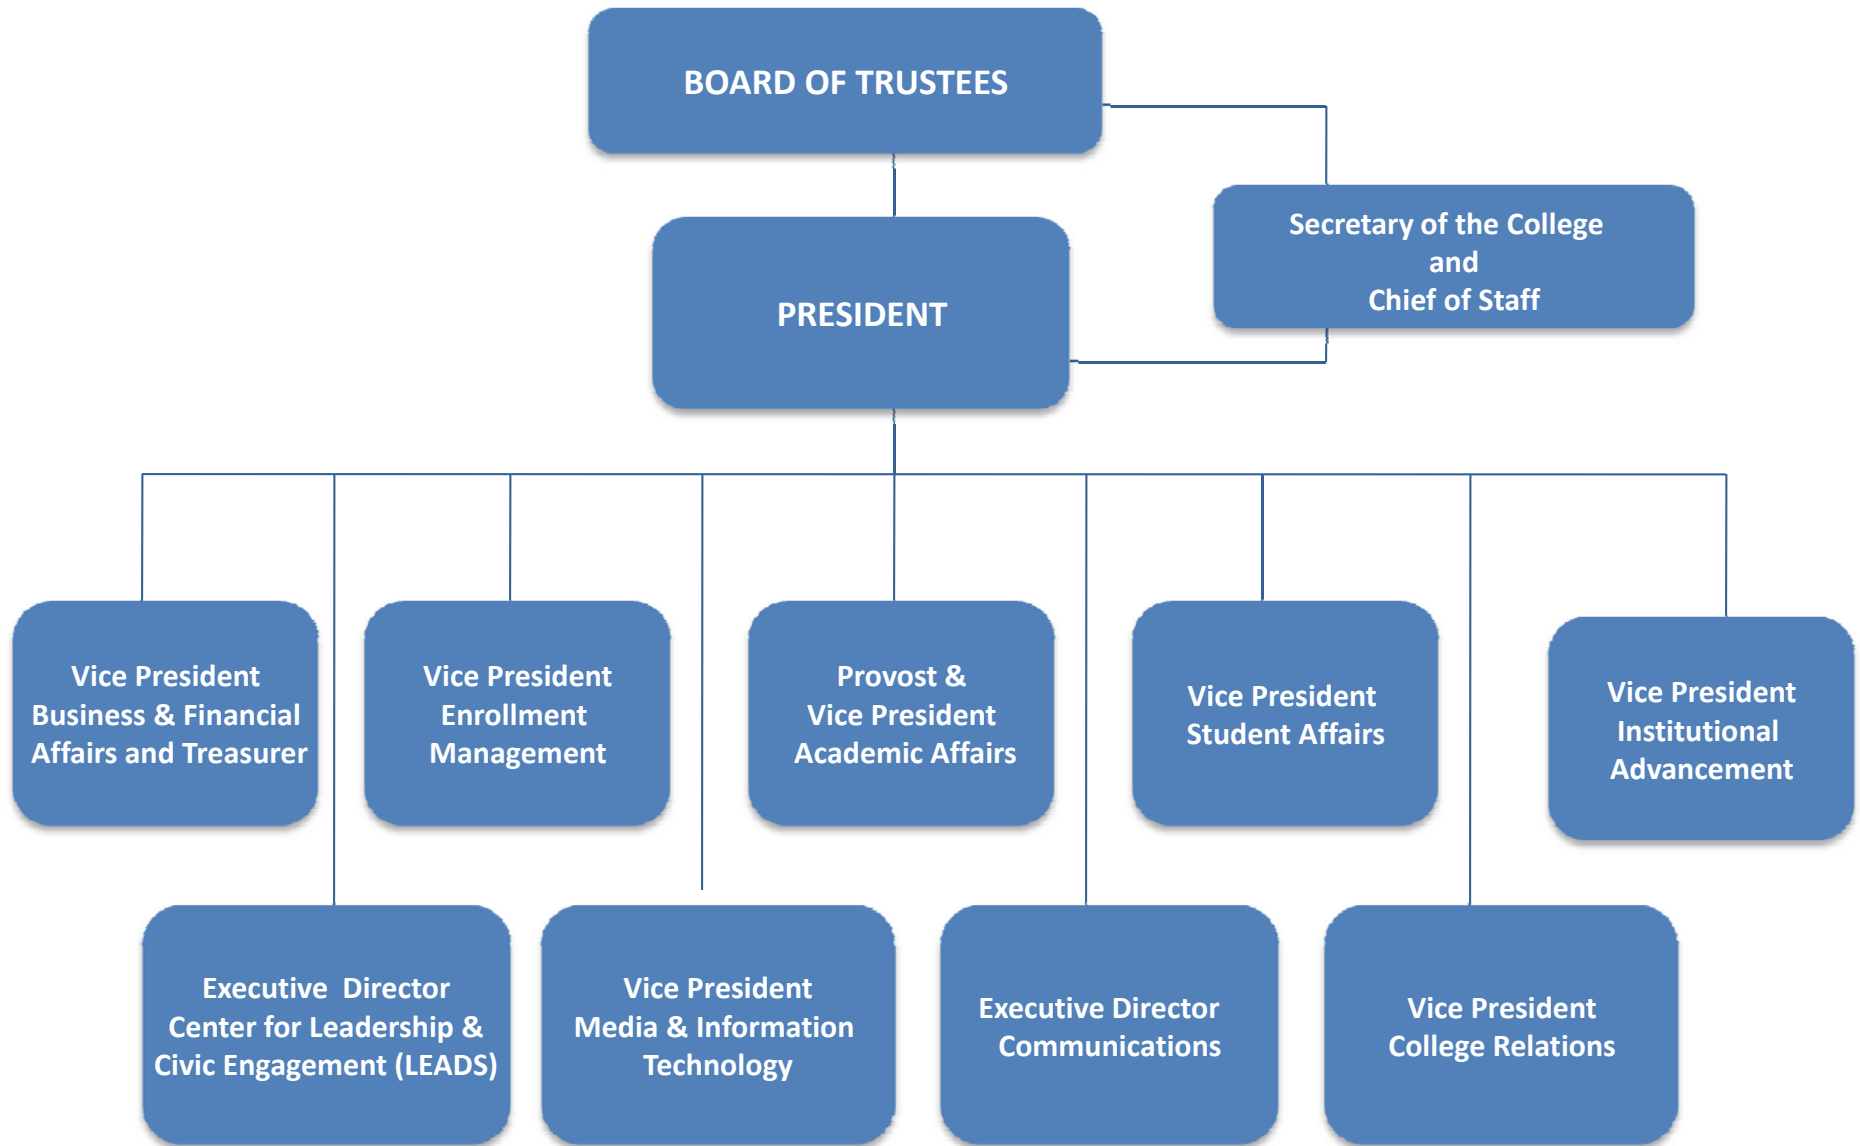 BOARD OF TRUSTEES
Secretary of the College
and
Chief of Staff
PRESIDENT
Vice President
Business & Financial
Affairs and Treasurer
Vice President
Enrollment
Management
Provost &
Vice President
Academic Affairs
Vice President
Student Affairs
Vice President
Institutional
Advancement
Executive Director
Center for Leadership &
Civic Engagement (LEADS)
Vice President
Media & Information
Technology
Executive Director
Communications
Vice President
College Relations